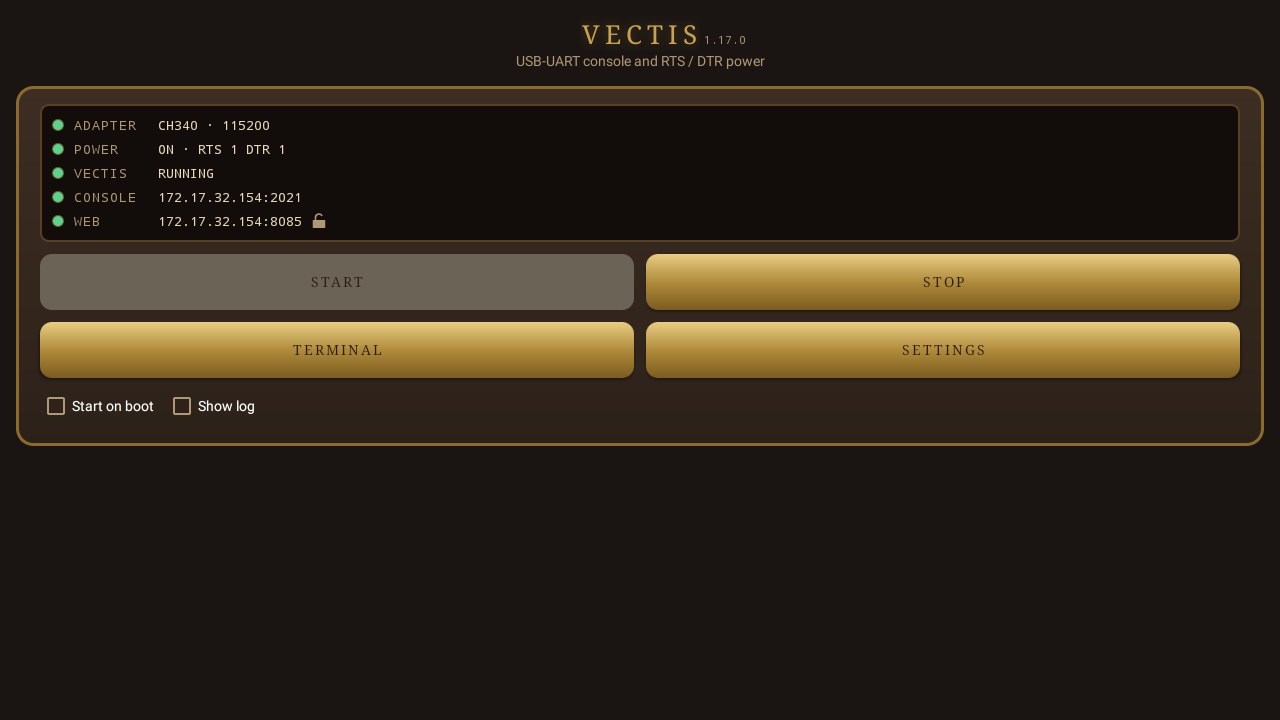 VECTIS 1.17.0
USB-UART console and RTS / DTR power
ADAPTER CH340 · 115200
POWER ON · RTS 1 DTR 1
VECTIS RUNNING
CONSOLE 172.17.32.154:2021
WEB 172.17.32.154:8085
START STOP
TERMINAL SETTINGS
Start on boot Show log